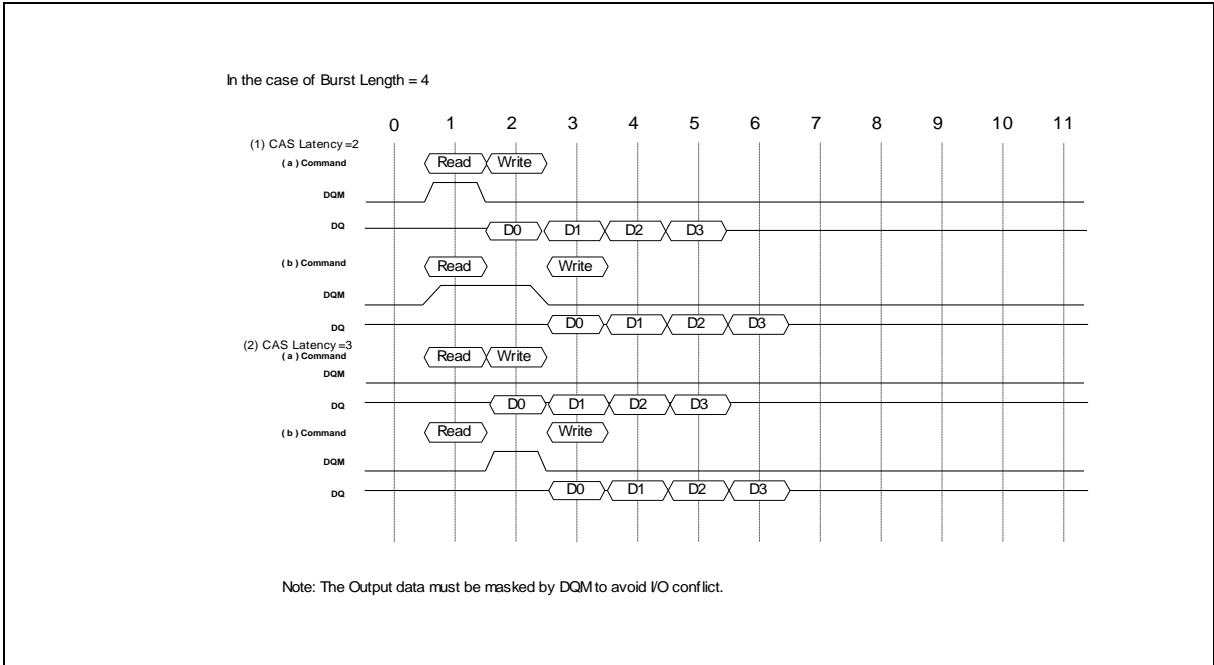 In the case of Burst Length = 4
0 1 2 3 4 5 6 7 8 9 10 11
(1) CAS Latency=2
( a ) Command Read Write
DQM
DQ D0 D1 D2 D3
( b ) Command Read Write
DQM
DQ D0 D1 D2 D3
(2) CAS Latency=3
( a ) Command Read Write
DQM
DQ D0 D1 D2 D3
( b ) Command Read Write
DQM
DQ D0 D1 D2 D3
Note: The Output data must be masked by DQM to avoid I/O conflict.